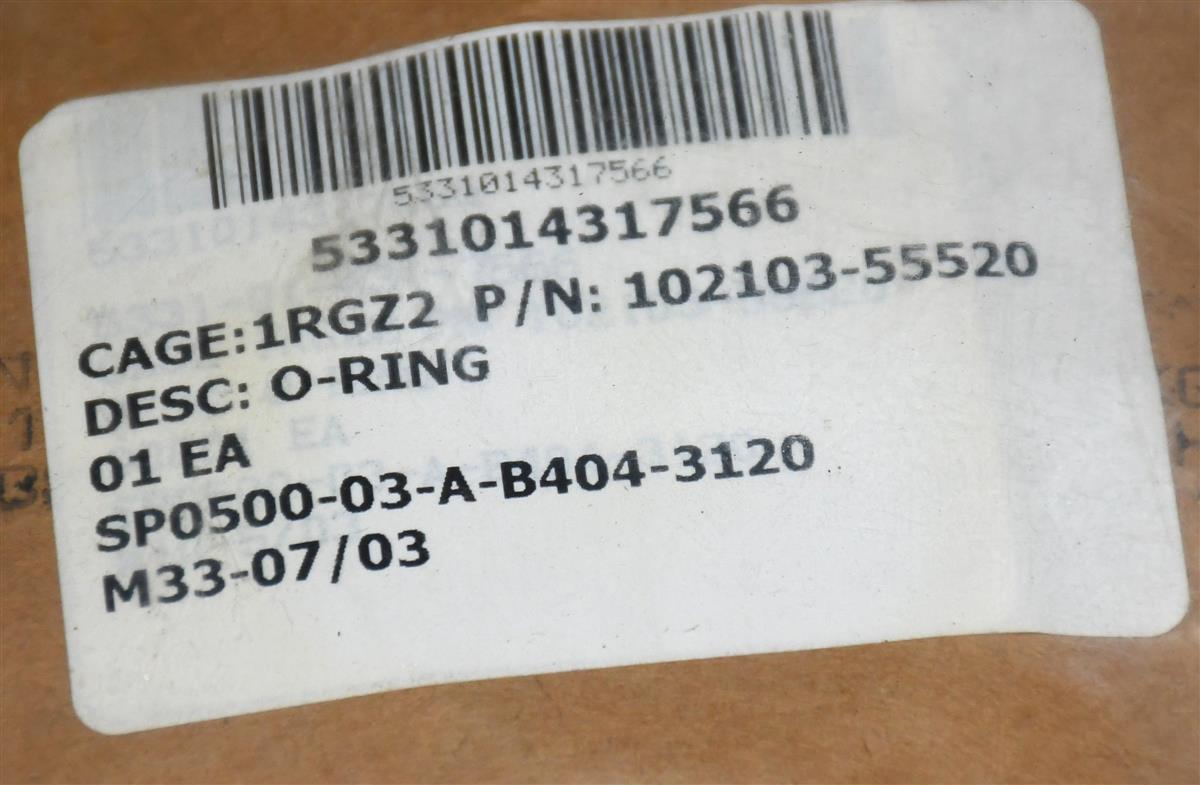 5331014317566
5331014317566
CAGE:1RGZ2 P/N: 102103-55520
DESC: O-RING
01 EA
SP0500-03-A-B404-3120
M33-07/03